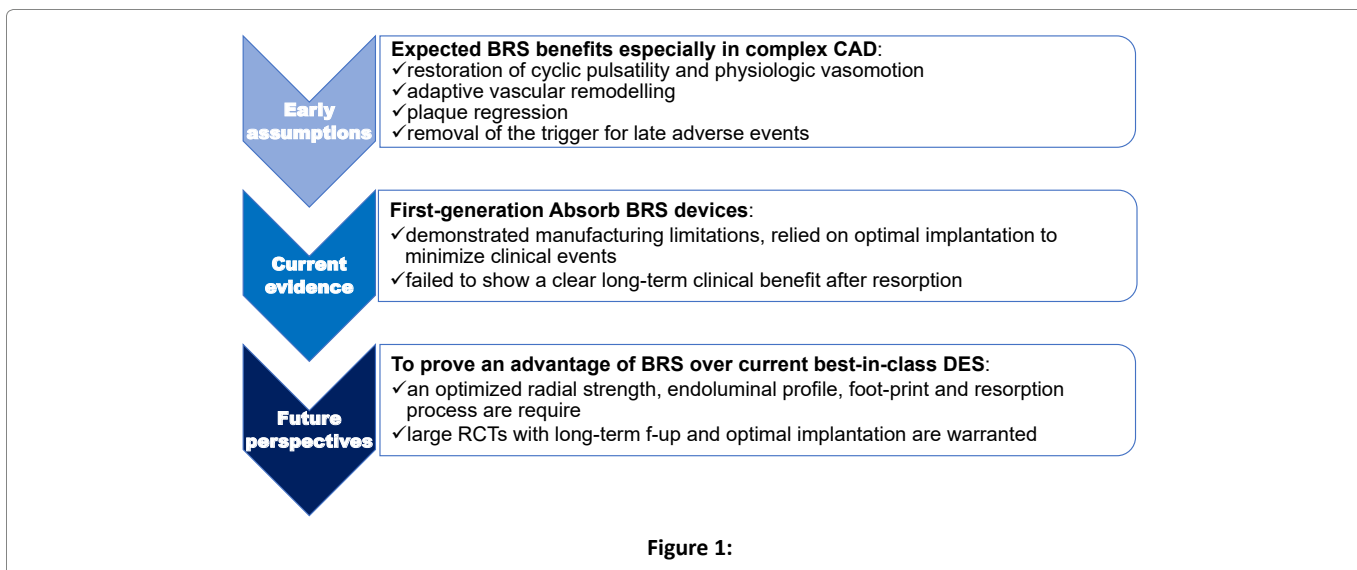 Early
assumptions
Expected BRS benefits especially in complex CAD:
✓restoration of cyclic pulsatility and physiologic vasomotion
✓adaptive vascular remodelling
✓plaque regression
✓removal of the trigger for late adverse events
Current
evidence
First-generation Absorb BRS devices:
✓demonstrated manufacturing limitations, relied on optimal implantation to
minimize clinical events
✓failed to show a clear long-term clinical benefit after resorption
Future
perspectives
To prove an advantage of BRS over current best-in-class DES:
✓an optimized radial strength, endoluminal profile, foot-print and resorption
process are require
✓large RCTs with long-term f-up and optimal implantation are warranted
Figure 1: